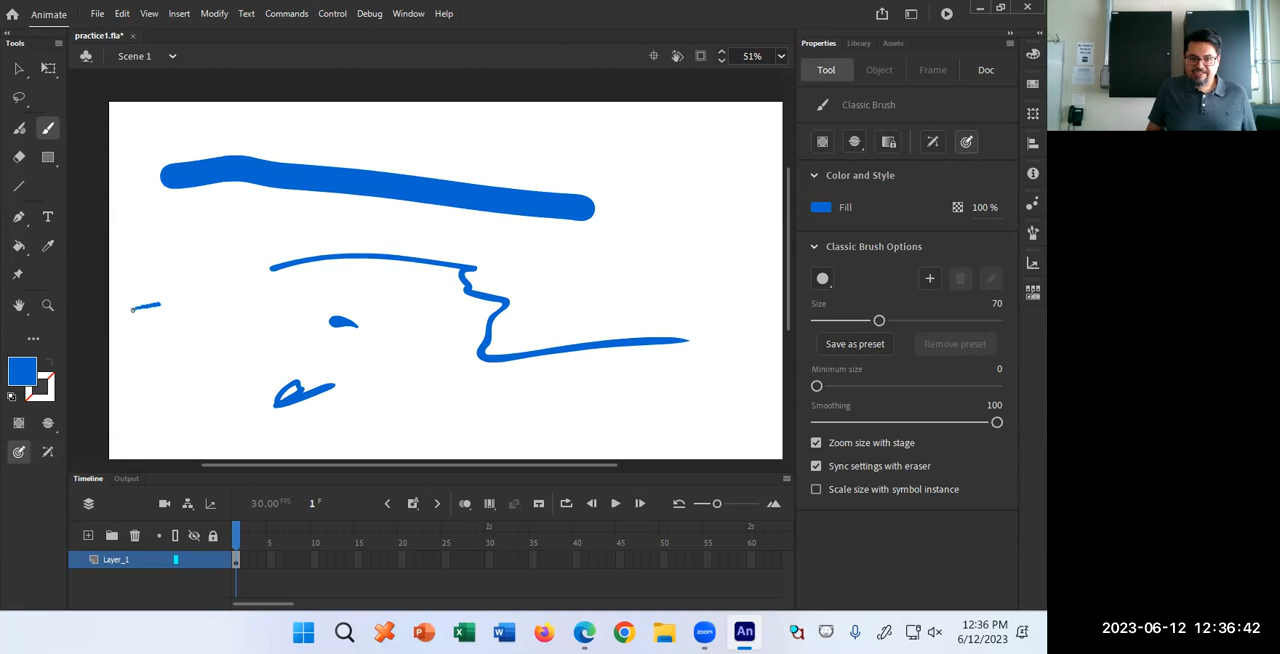 Animate
File Edit View Insert Modify Text Commands Control Debug Window Help
practice1.fla*
Tools
Scene 1
51%
Properties Library Assets
Tool Object Frame Doc
Classic Brush
Color and Style
Fill
100 %
Classic Brush Options
Size
70
Save as preset
Remove preset
Minimum size
0
Smoothing
100
Zoom size with stage
Sync settings with eraser
Scale size with symbol instance
Timeline Output
30.00 FPS
1 F
1s
2s
5 10 15 20 25 30 35 40 45 50 55 60
Layer_1
12:36 PM
6/12/2023
2023-06-12 12:36:42